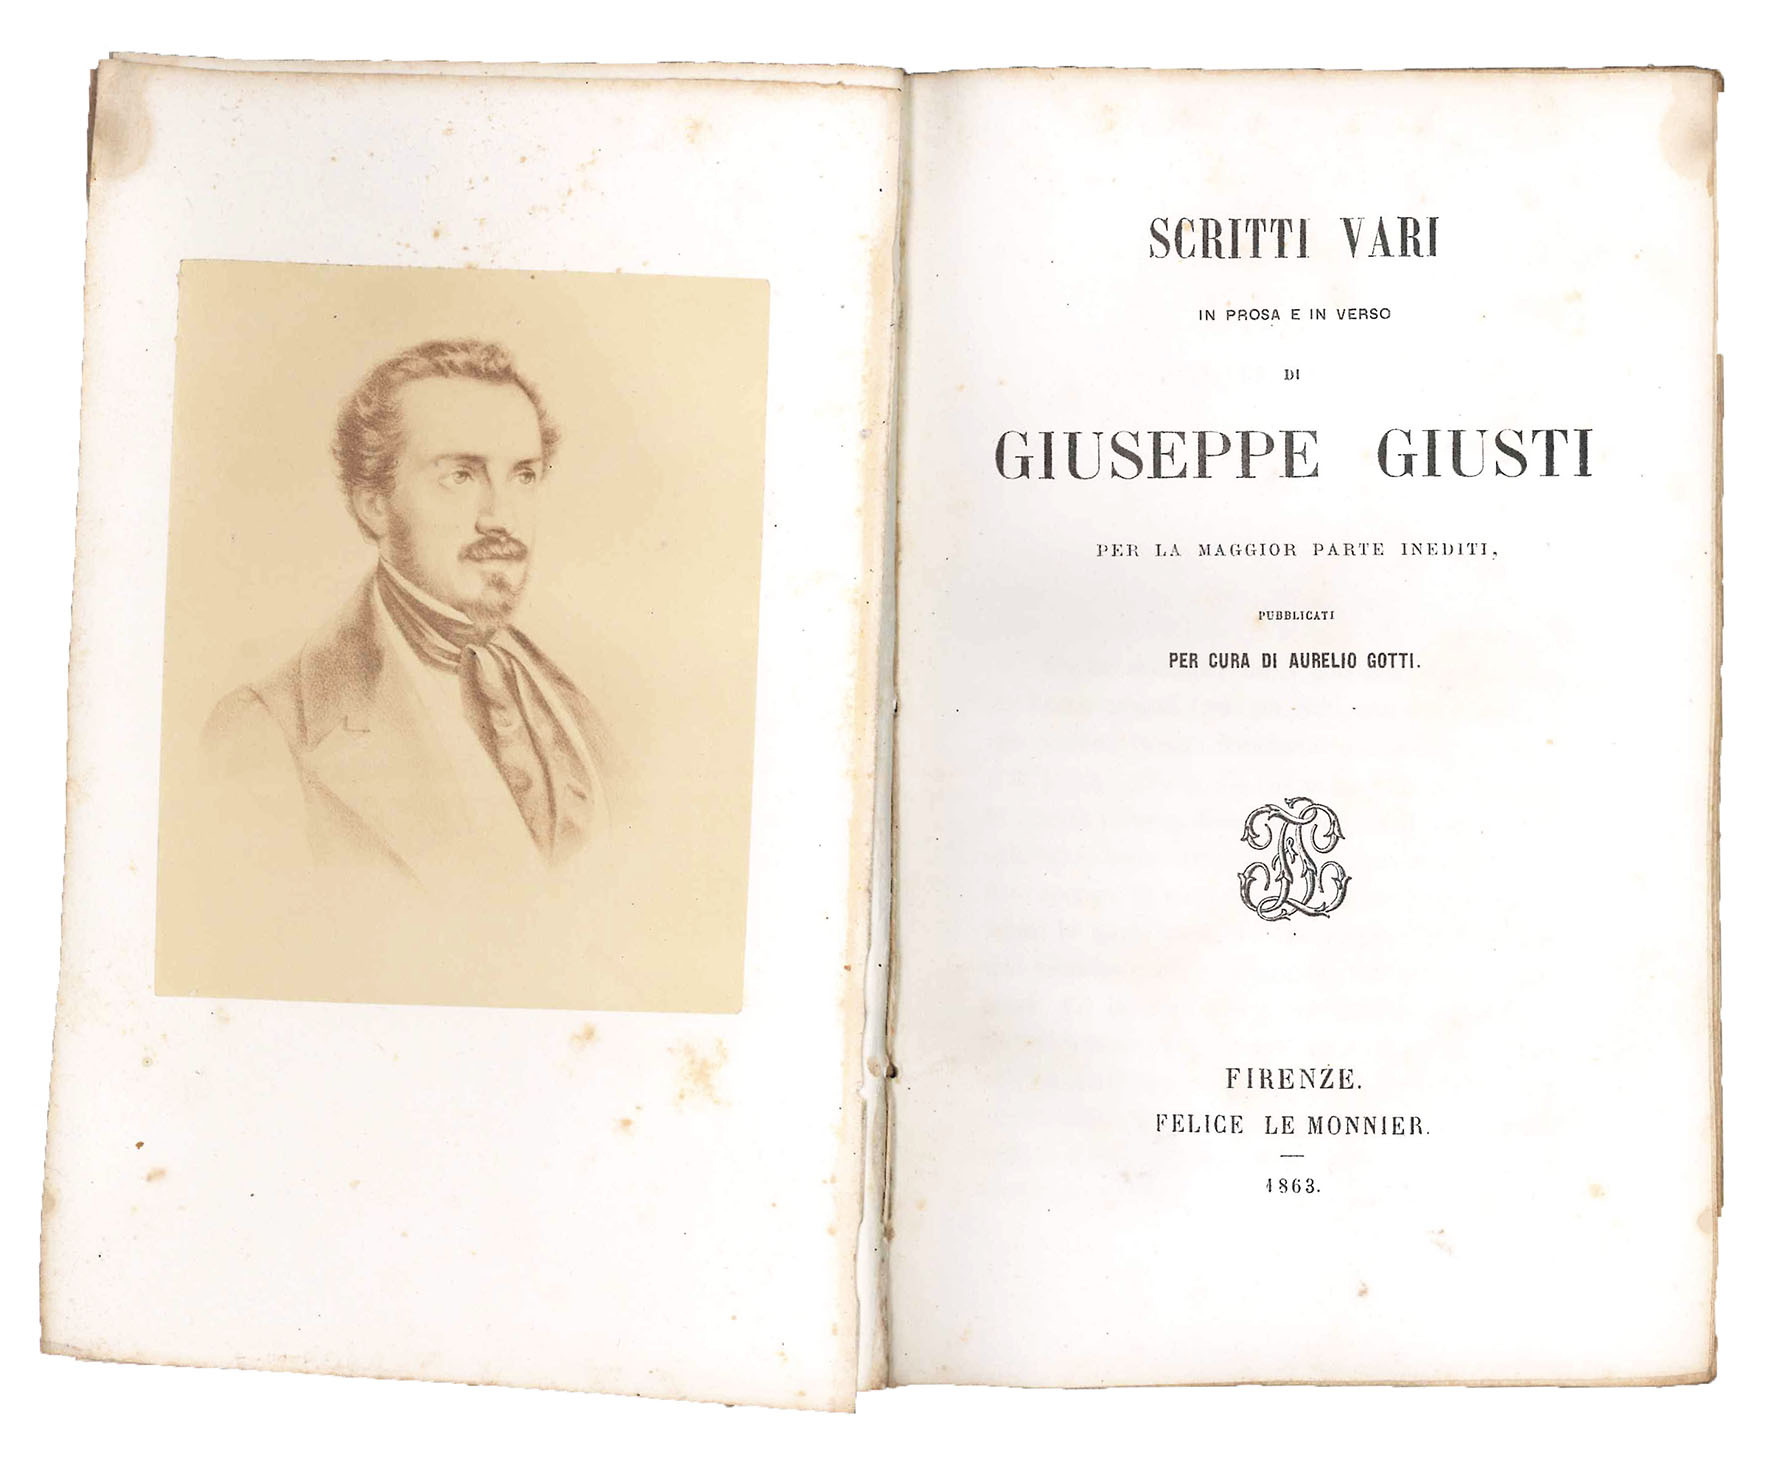 SCRITTI VARI
IN PROSA E IN VERSO
DI
GIUSEPPE GIUSTI
PER LA MAGGIOR PARTE INEDITI,
PUBBLICATI
PER CURA DI AURELIO GOTTI.
FIRENZE.
FELICE LE MONNIER.
1863.